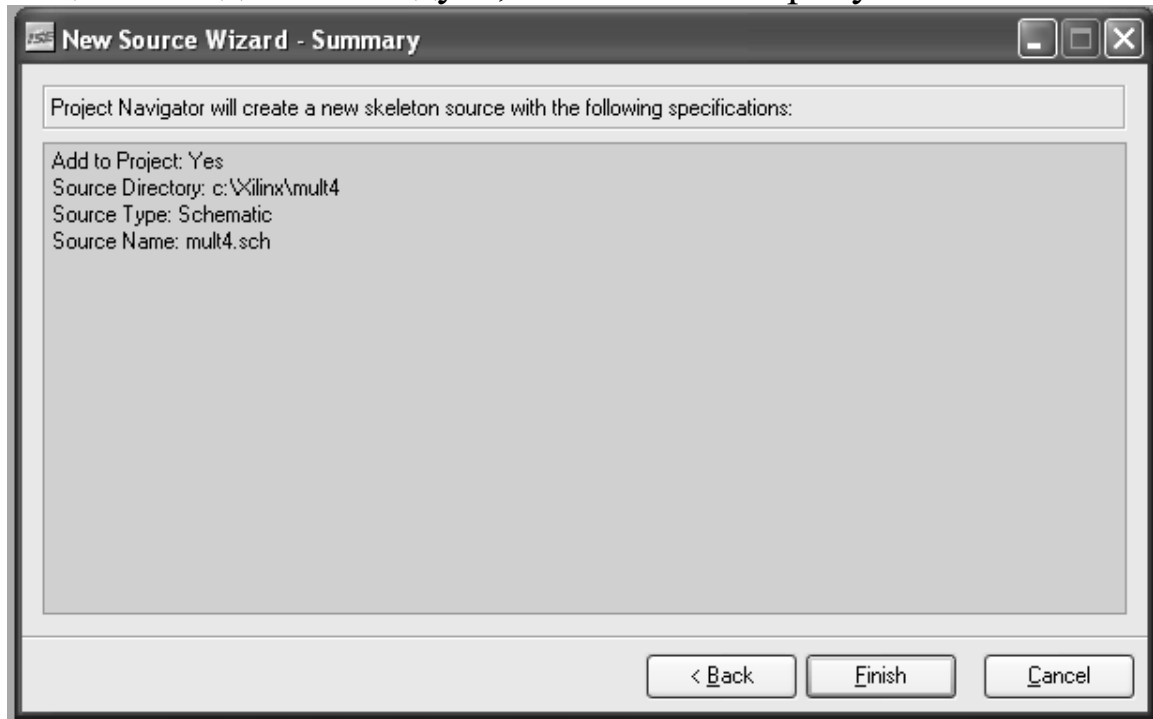 ISE New Source Wizard - Summary
Project Navigator will create a new skeleton source with the following specifications:
Add to Project: Yes
Source Directory: c:\Xilinx\mult4
Source Type: Schematic
Source Name: mult4.sch
< Back Finish Cancel